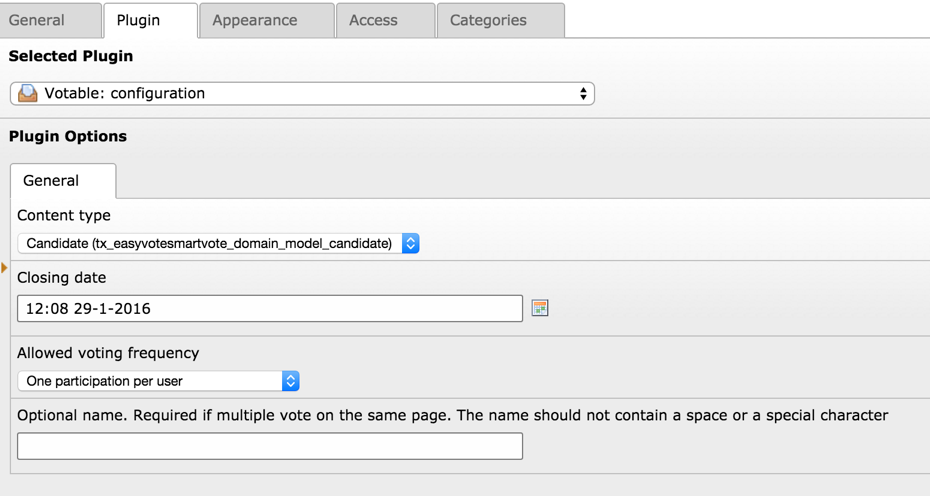 General Plugin Appearance Access Categories
Selected Plugin
Votable: configuration
Plugin Options
General
Content type
Candidate (tx_easyvotesmartvote_domain_model_candidate)
Closing date
12:08 29-1-2016
Allowed voting frequency
One participation per user
Optional name. Required if multiple vote on the same page. The name should not contain a space or a special character